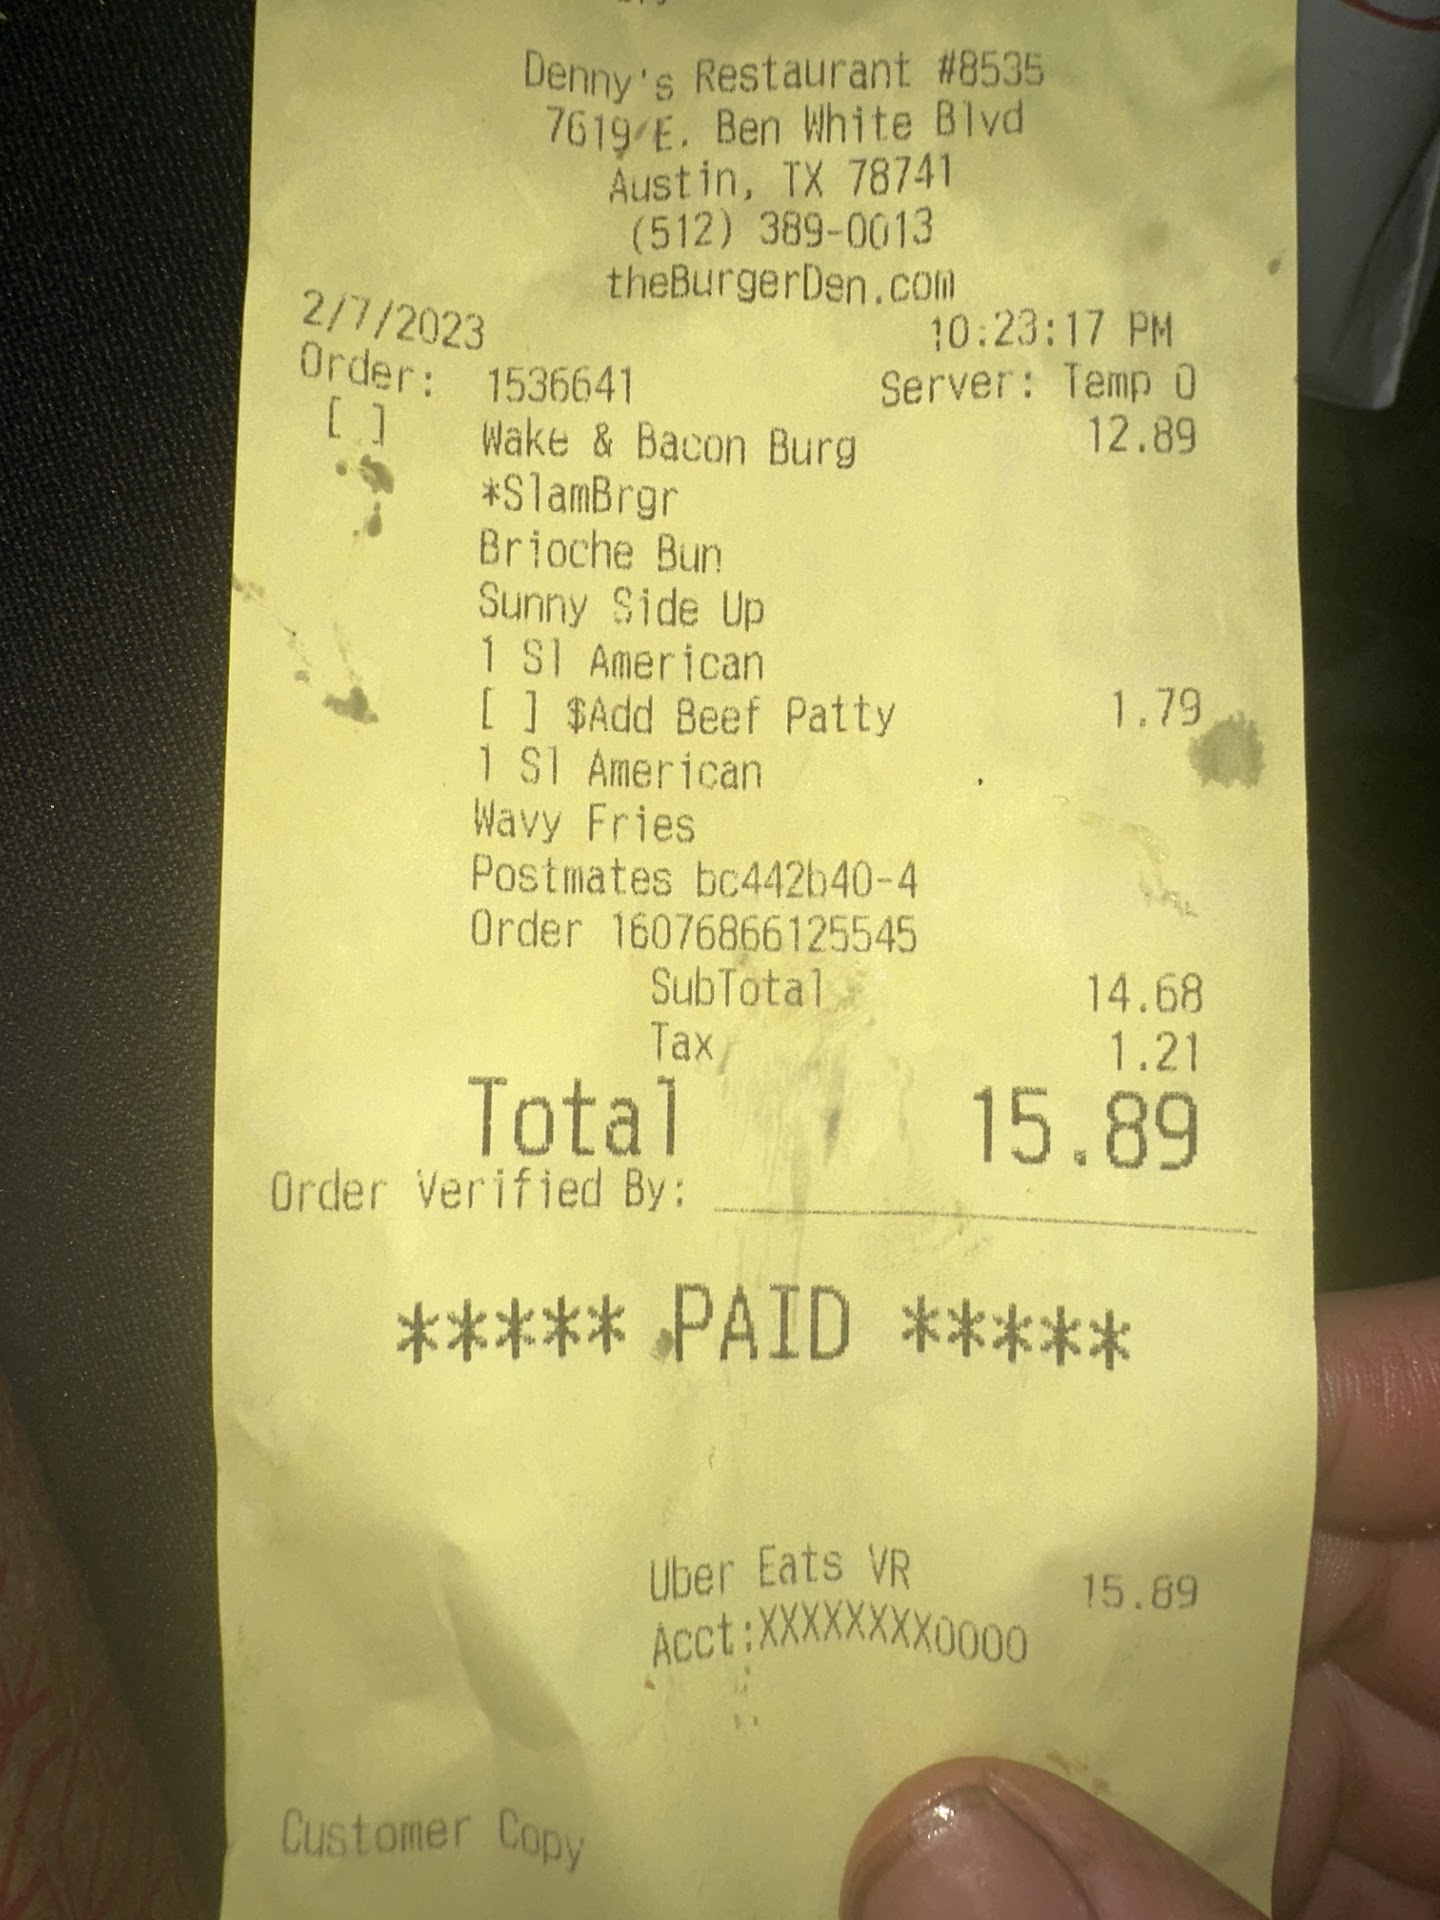 Denny's Restaurant #8535
7619 E. Ben White Blvd
Austin, TX 78741
(512) 389-0013
theBurgerDen.com
2/7/2023 10:23:17 PM
Order: 1536641 Server: Temp O
[ ] Wake & Bacon Burg 12.89
*SlamBrgr
Brioche Bun
Sunny Side Up
1 Sl American
[ ] $Add Beef Patty 1.79
1 Sl American
Wavy Fries
Postmates bc442b40-4
Order 16076866125545
SubTotal 14.68
Tax 1.21
Total 15.89
Order Verified By: ____________________
***** PAID *****
Uber Eats VR 15.89
Acct:XXXXXXXX0000
Customer Copy